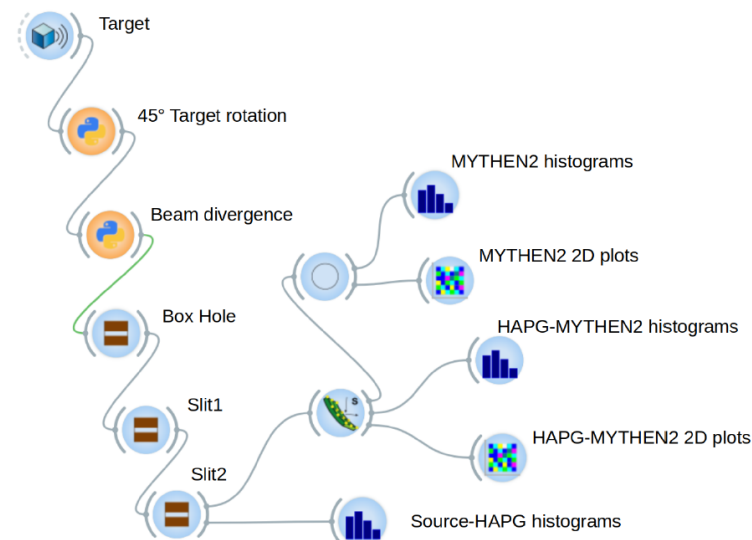 Target
45° Target rotation
Beam divergence
MYTHEN2 histograms
MYTHEN2 2D plots
Box Hole
HAPG-MYTHEN2 histograms
Slit1
S
HAPG-MYTHEN2 2D plots
Slit2
Source-HAPG histograms